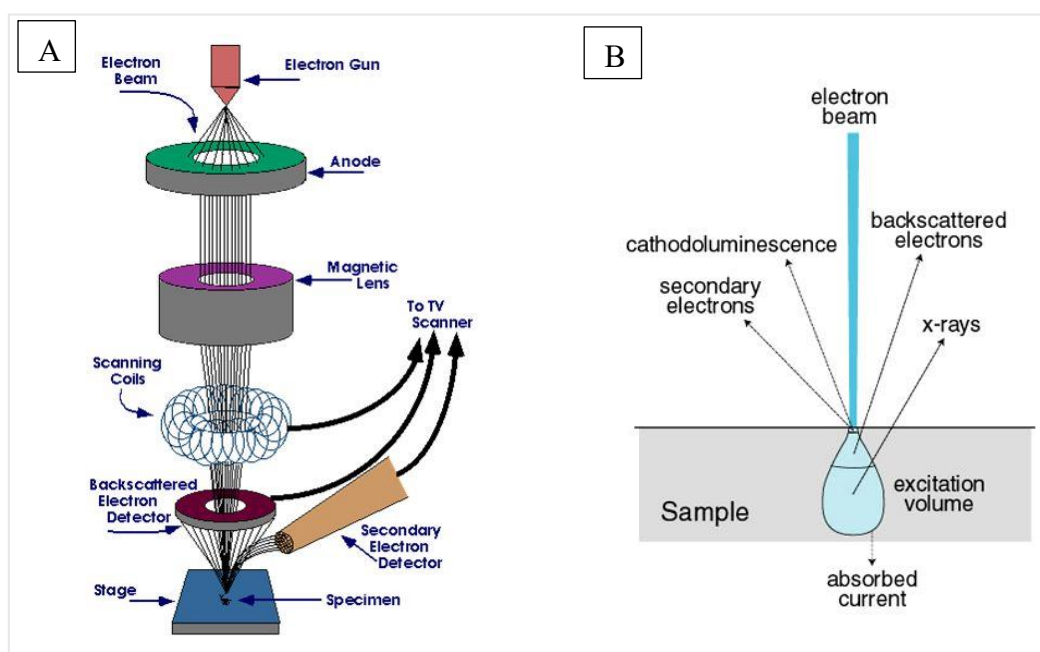 A
Electron
Beam
Electron Gun
Anode
Magnetic
Lens
To TV
Scanner
Scanning
Coils
Backscattered
Electron
Detector
Secondary
Electron
Detector
Stage
Specimen
B
electron
beam
cathodoluminescence
backscattered
electrons
secondary
electrons
x-rays
Sample
excitation
volume
absorbed
current